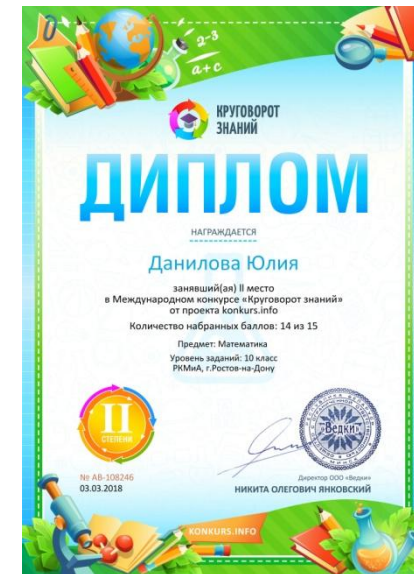 2-3
a+c
КРУГОВОРОТ
ЗНАНИЙ
ДИПЛОМ
НАГРАЖДАЕТСЯ
Данилова Юлия
занявший(ая) II место
в Международном конкурсе «Круговорот знаний»
от проекта konkurs.info
Количество набранных баллов: 14 из 15
Предмет: Математика
Уровень заданий: 10 класс
РКМиА, г.Ростов-на-Дону
II
СТЕПЕНИ
«Ведки»
№ AB-108246
03.03.2018
Директор ООО «Ведки»
НИКИТА ОЛЕГОВИЧ ЯНКОВСКИЙ
KONKURS.INFO